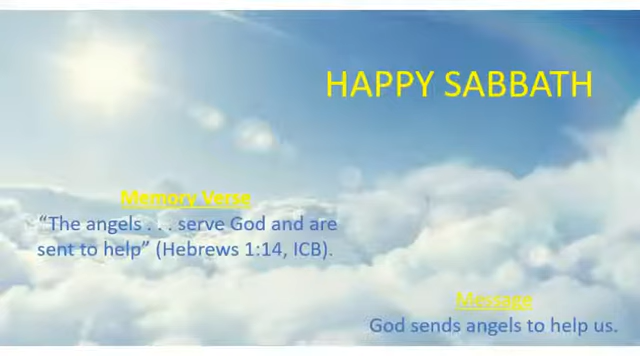 HAPPY SABBATH
Memory Verse
“The angels . . . serve God and are
sent to help” (Hebrews 1:14, ICB).
Message
God sends angels to help us.